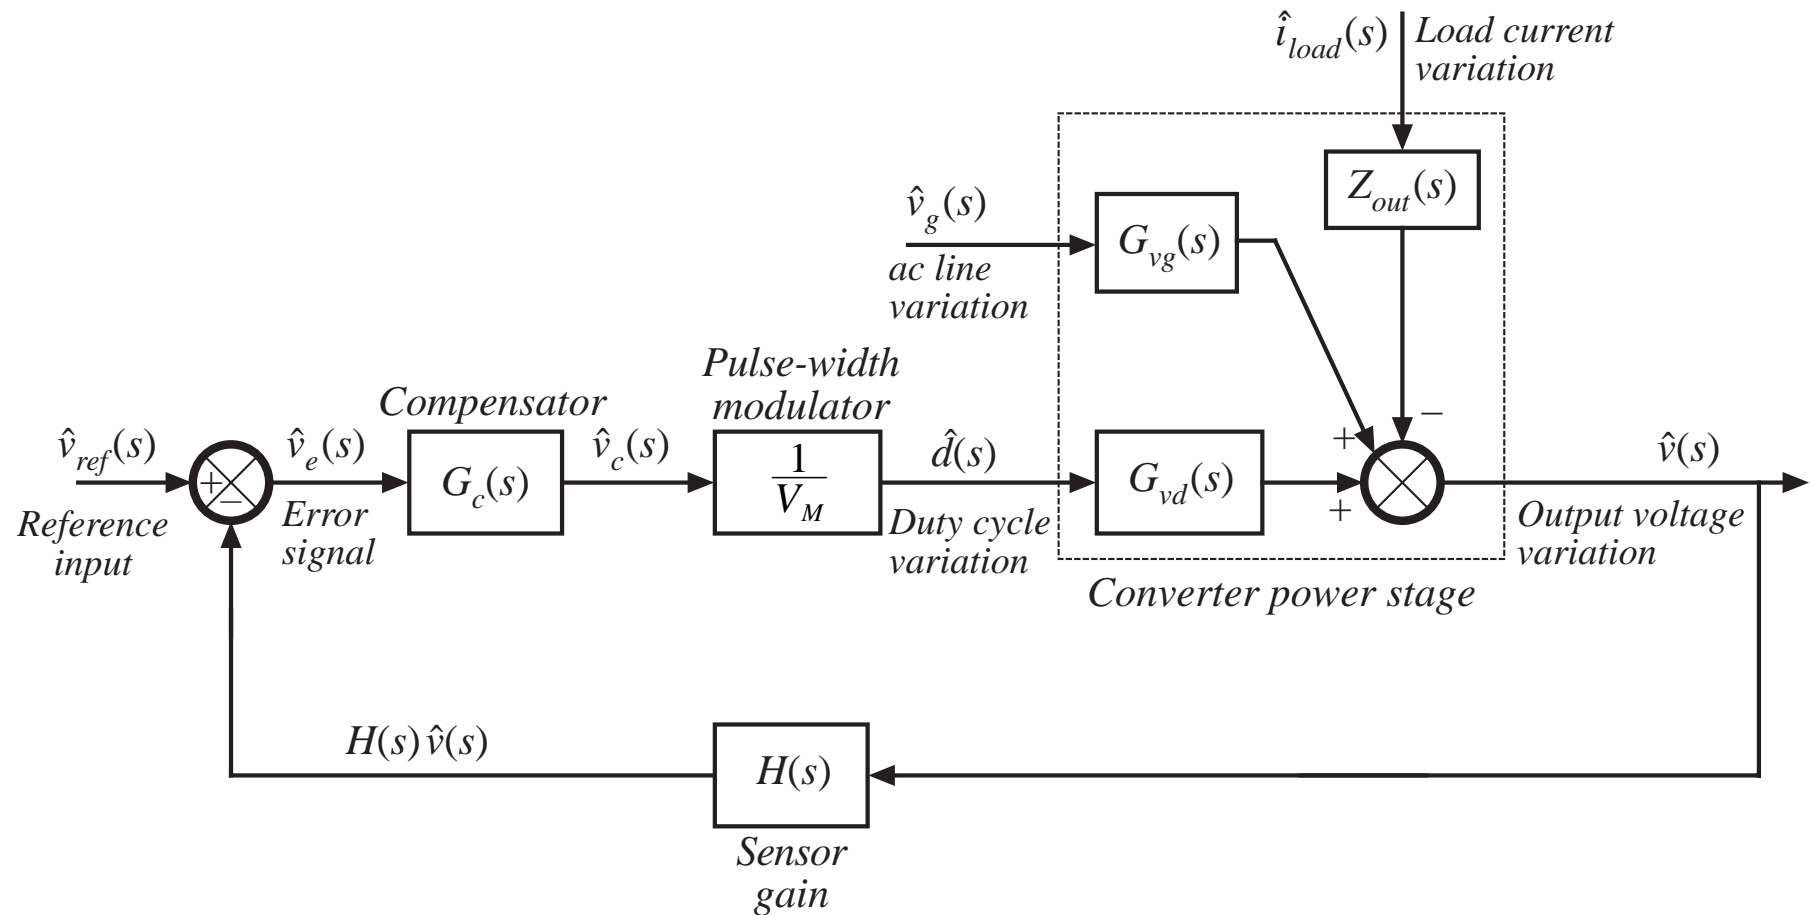 î_load(s)
Load current
variation
Z_out(s)
v̂_g(s)
G_vg(s)
ac line
variation
Pulse-width
modulator
Compensator
v̂_ref(s)
+
−
v̂_e(s)
G_c(s)
v̂_c(s)
1
V_M
d̂(s)
G_vd(s)
+
−
+
v̂(s)
Reference
input
Error
signal
Duty cycle
variation
Output voltage
variation
Converter power stage
H(s) v̂(s)
H(s)
Sensor
gain